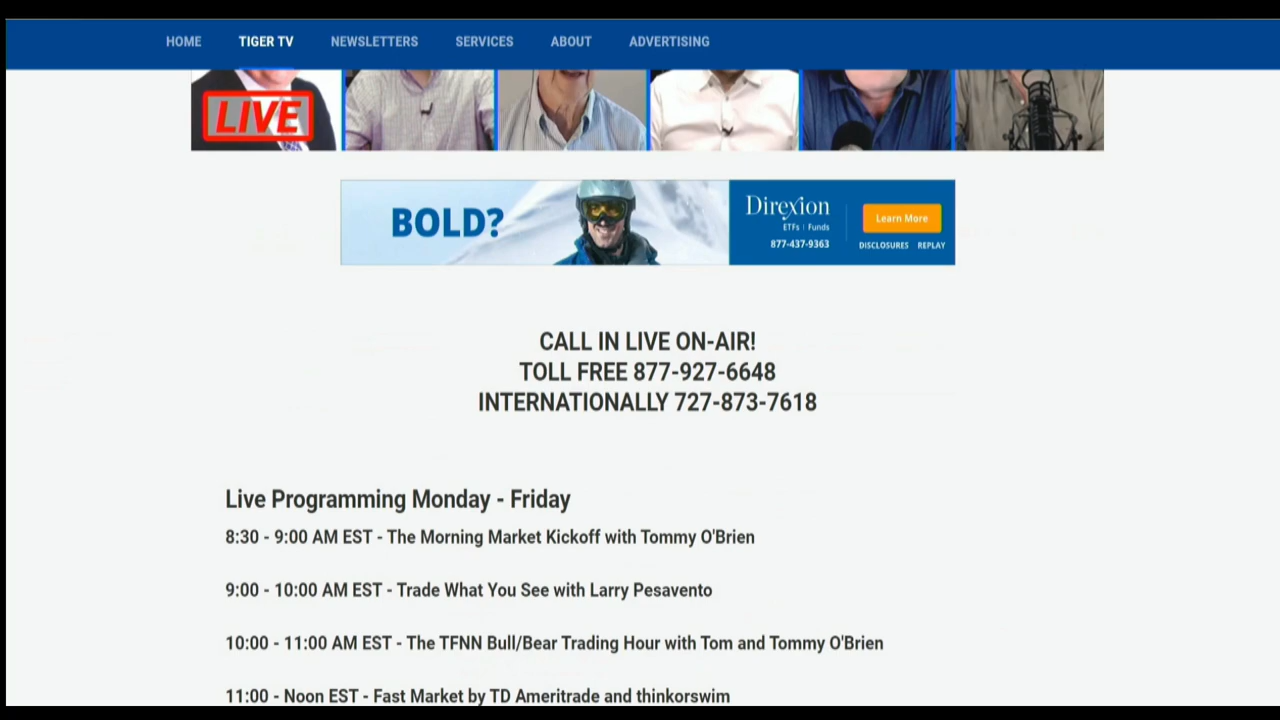 HOME TIGER TV NEWSLETTERS SERVICES ABOUT ADVERTISING
LIVE
BOLD?
Direxion
ETFs | Funds
877-437-9363
Learn More
DISCLOSURES REPLAY
CALL IN LIVE ON-AIR!
TOLL FREE 877-927-6648
INTERNATIONALLY 727-873-7618
Live Programming Monday - Friday
8:30 - 9:00 AM EST - The Morning Market Kickoff with Tommy O'Brien
9:00 - 10:00 AM EST - Trade What You See with Larry Pesavento
10:00 - 11:00 AM EST - The TFNN Bull/Bear Trading Hour with Tom and Tommy O'Brien
11:00 - Noon EST - Fast Market by TD Ameritrade and thinkorswim